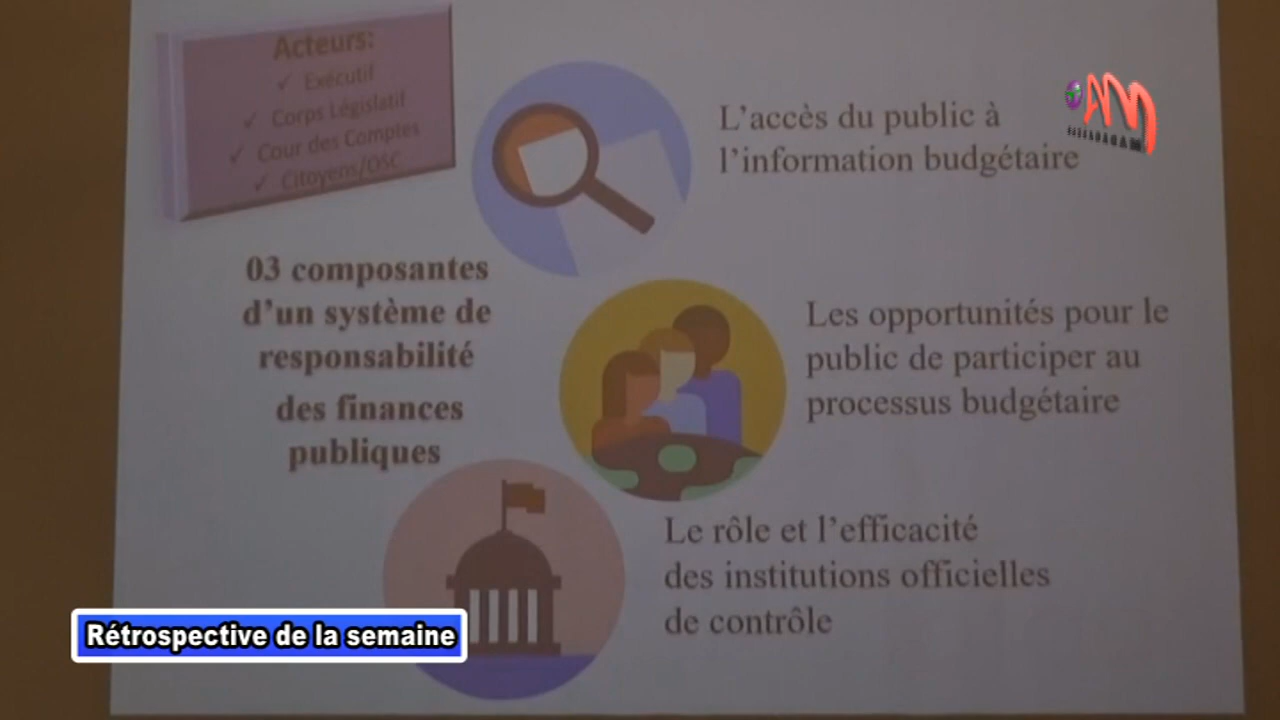 Acteurs:
✓ Exécutif
✓ Corps Législatif
✓ Cour des Comptes
✓ Citoyens/OSC
03 composantes
d'un système de
responsabilité
des finances
publiques
L'accès du public à
l'information budgétaire
Les opportunités pour le
public de participer au
processus budgétaire
Le rôle et l'efficacité
des institutions officielles
de contrôle
AM
Rétrospective de la semaine